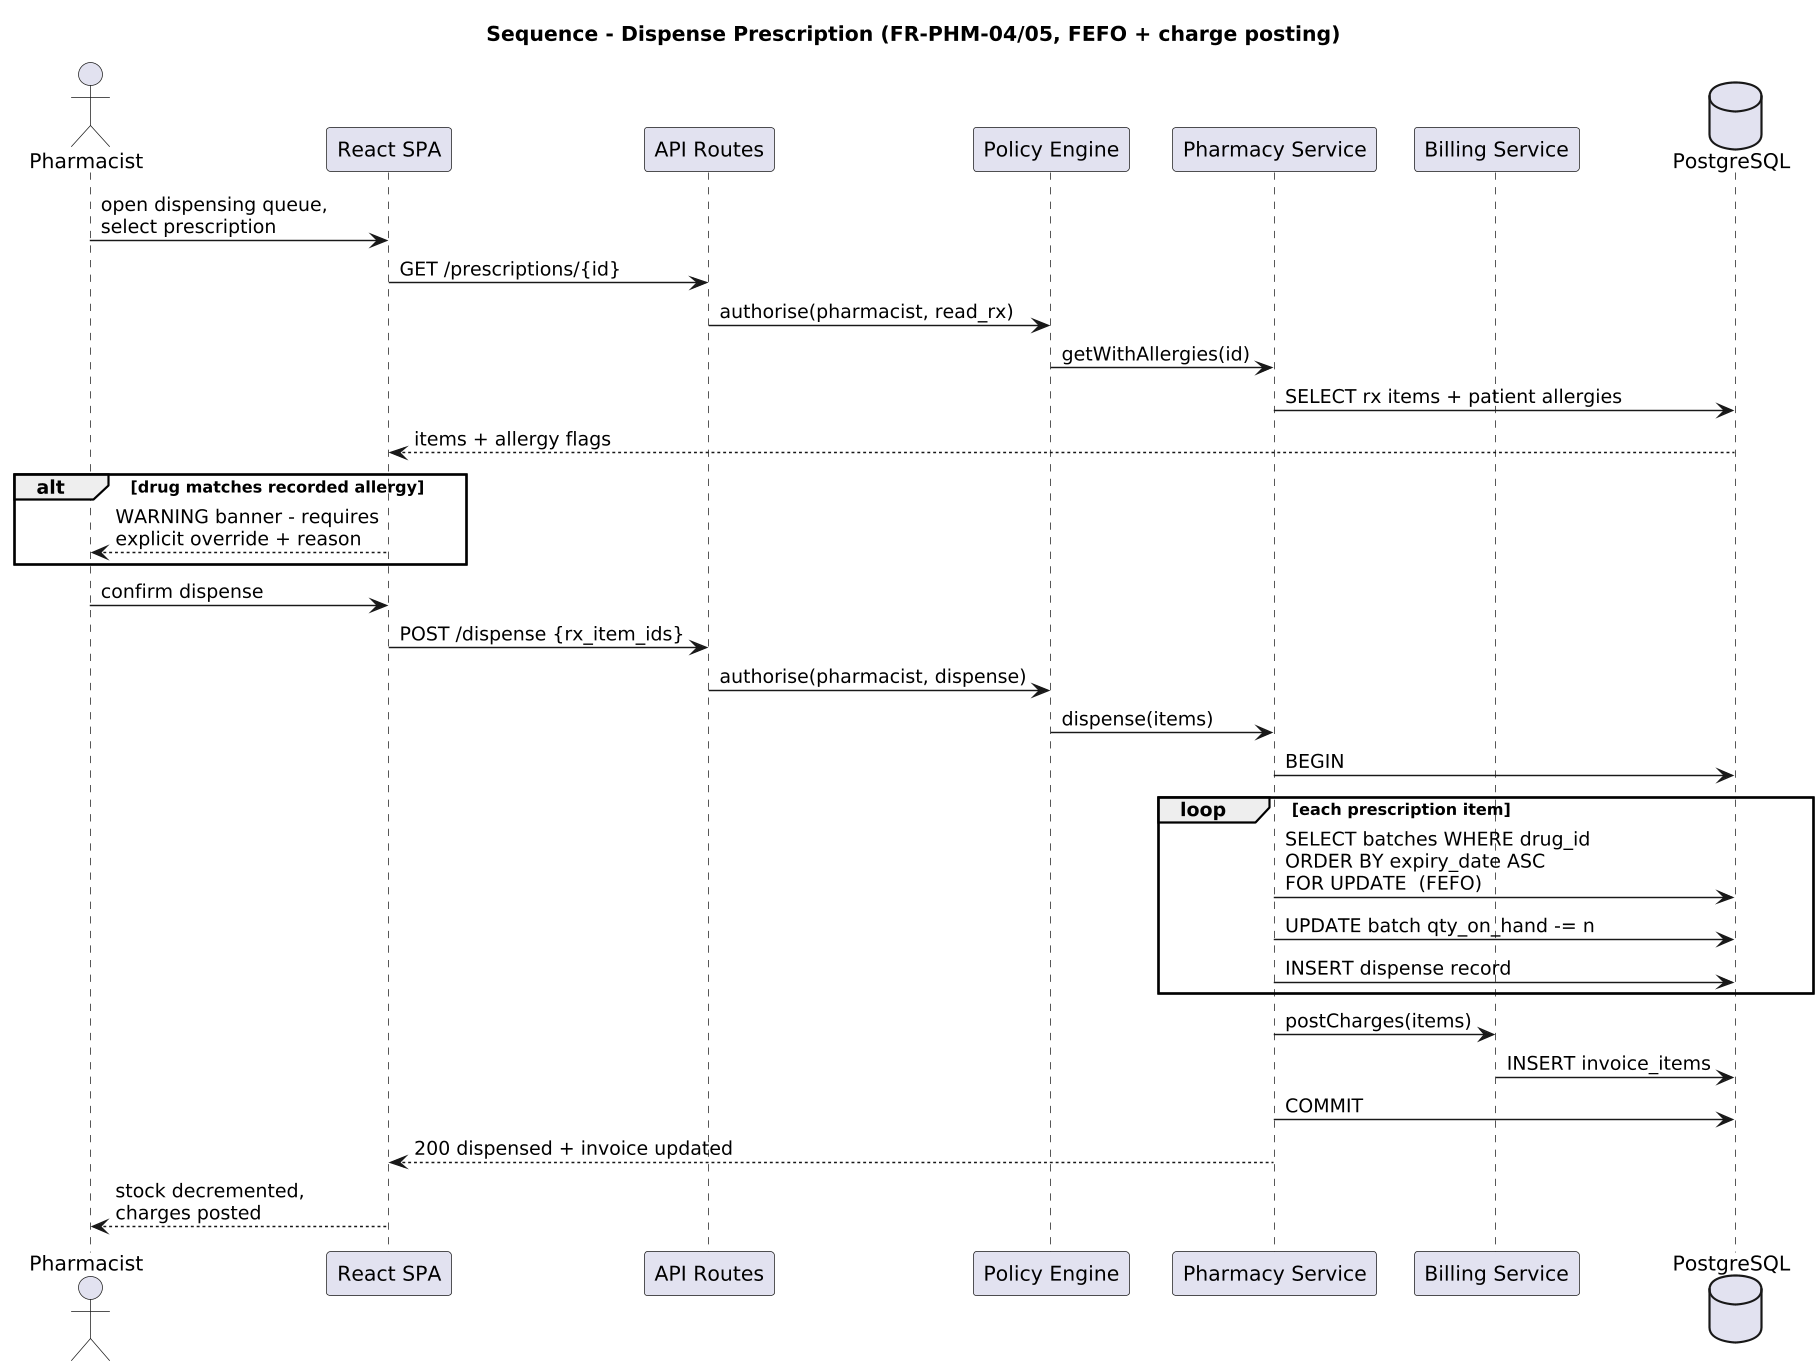 Sequence - Dispense Prescription (FR-PHM-04/05, FEFO + charge posting)
Pharmacist
React SPA
API Routes
Policy Engine
Pharmacy Service
Billing Service
PostgreSQL
open dispensing queue,
select prescription
GET /prescriptions/{id}
authorise(pharmacist, read_rx)
getWithAllergies(id)
SELECT rx items + patient allergies
items + allergy flags
alt
[drug matches recorded allergy]
WARNING banner - requires
explicit override + reason
confirm dispense
POST /dispense {rx_item_ids}
authorise(pharmacist, dispense)
dispense(items)
BEGIN
loop
[each prescription item]
SELECT batches WHERE drug_id
ORDER BY expiry_date ASC
FOR UPDATE  (FEFO)
UPDATE batch qty_on_hand -= n
INSERT dispense record
postCharges(items)
INSERT invoice_items
COMMIT
200 dispensed + invoice updated
stock decremented,
charges posted
Pharmacist
React SPA
API Routes
Policy Engine
Pharmacy Service
Billing Service
PostgreSQL